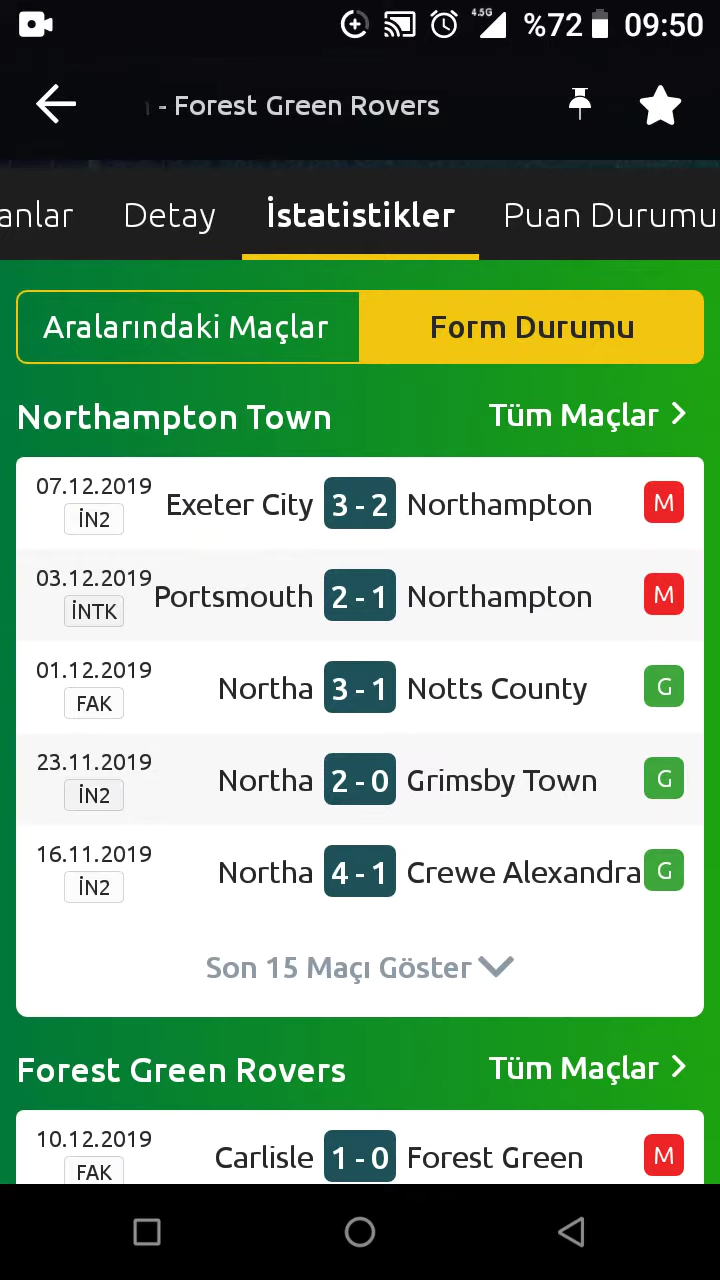 4.5G %72 09:50
- Forest Green Rovers
anlar Detay İstatistikler Puan Durumu
Aralarındaki Maçlar Form Durumu
Northampton Town Tüm Maçlar
07.12.2019 Exeter City 3 - 2 Northampton M
İN2
03.12.2019 Portsmouth 2 - 1 Northampton M
İNTK
01.12.2019 Northa 3 - 1 Notts County G
FAK
23.11.2019 Northa 2 - 0 Grimsby Town G
İN2
16.11.2019 Northa 4 - 1 Crewe Alexandra G
İN2
Son 15 Maçı Göster
Forest Green Rovers Tüm Maçlar
10.12.2019 Carlisle 1 - 0 Forest Green M
FAK